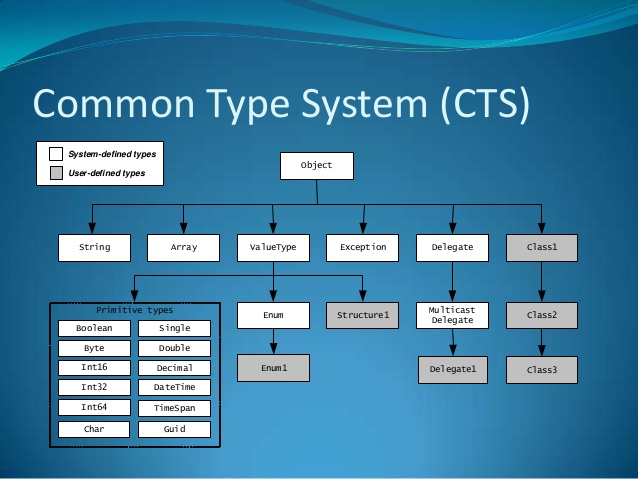 Common Type System (CTS)
System-defined types
User-defined types
Object
String
Array
ValueType
Exception
Delegate
Class1
Primitive types
Boolean
Single
Byte
Double
Int16
Decimal
Int32
DateTime
Int64
TimeSpan
Char
Guid
Enum
Structure1
Multicast
Delegate
Class2
Enum1
Delegate1
Class3